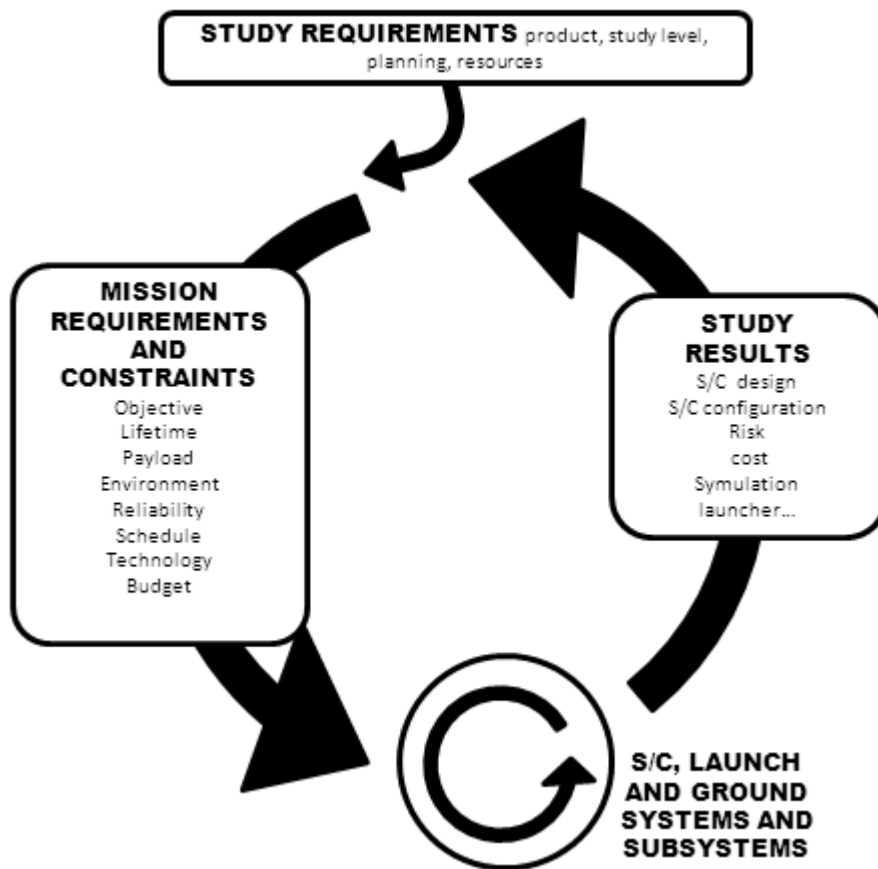 STUDY REQUIREMENTS product, study level,
planning, resources
MISSION
REQUIREMENTS
AND
CONSTRAINTS
Objective
Lifetime
Payload
Environment
Reliability
Schedule
Technology
Budget
STUDY
RESULTS
S/C design
S/C configuration
Risk
cost
Symulation
launcher...
S/C, LAUNCH
AND GROUND
SYSTEMS AND
SUBSYSTEMS